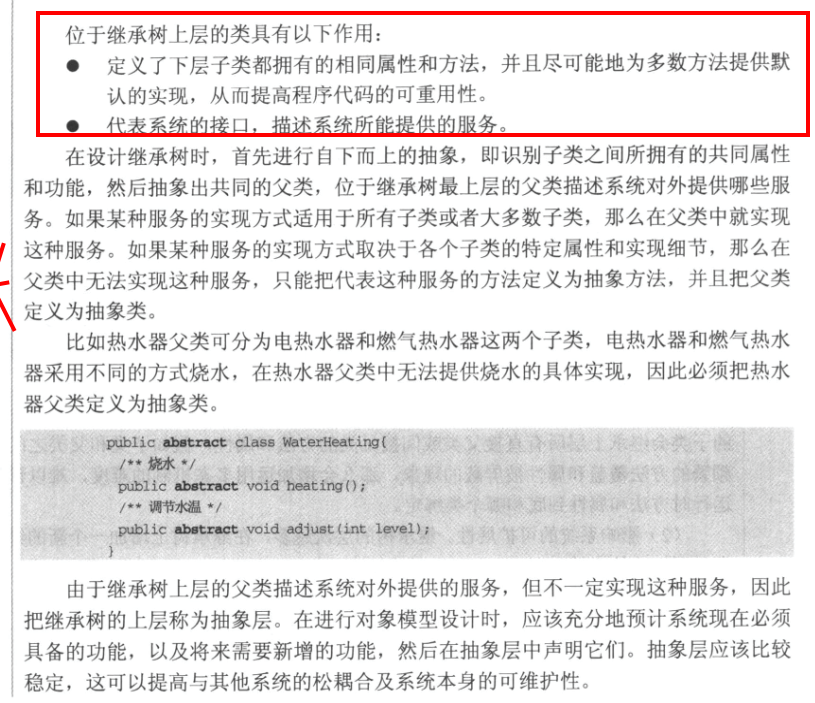 位于继承树上层的类具有以下作用：
● 定义了下层子类都拥有的相同属性和方法，并且尽可能地为多数方法提供默
认的实现，从而提高程序代码的可重用性。
● 代表系统的接口，描述系统所能提供的服务。
在设计继承树时，首先进行自下而上的抽象，即识别子类之间所拥有的共同属性
和功能，然后抽象出共同的父类，位于继承树最上层的父类描述系统对外提供哪些服
务。如果某种服务的实现方式适用于所有子类或者大多数子类，那么在父类中就实现
这种服务。如果某种服务的实现方式取决于各个子类的特定属性和实现细节，那么在
父类中无法实现这种服务，只能把代表这种服务的方法定义为抽象方法，并且把父类
定义为抽象类。
比如热水器父类可分为电热水器和燃气热水器这两个子类，电热水器和燃气热水
器采用不同的方式烧水，在热水器父类中无法提供烧水的具体实现，因此必须把热水
器父类定义为抽象类。
public abstract class WaterHeating{
/** 烧水 */
public abstract void heating();
/** 调节水温 */
public abstract void adjust(int level);
}
由于继承树上层的父类描述系统对外提供的服务，但不一定实现这种服务，因此
把继承树的上层称为抽象层。在进行对象模型设计时，应该充分地预计系统现在必须
具备的功能，以及将来需要新增的功能，然后在抽象层中声明它们。抽象层应该比较
稳定，这可以提高与其他系统的松耦合及系统本身的可维护性。